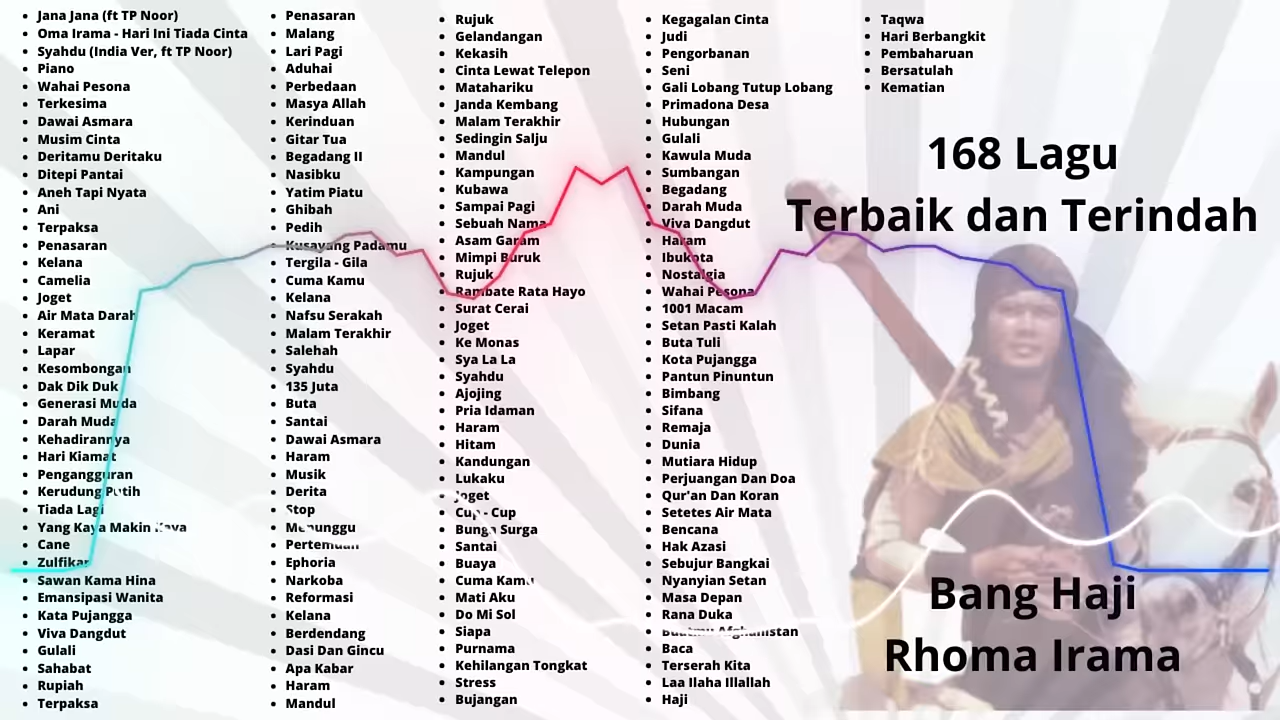 Jana Jana (ft TP Noor)
Oma Irama - Hari Ini Tiada Cinta
Syahdu (India Ver, ft TP Noor)
Piano
Wahai Pesona
Terkesima
Dawai Asmara
Musim Cinta
Deritamu Deritaku
Ditepi Pantai
Aneh Tapi Nyata
Ani
Terpaksa
Penasaran
Kelana
Camelia
Joget
Air Mata Darah
Keramat
Lapar
Kesombongan
Dak Dik Duk
Generasi Muda
Darah Muda
Kehadirannya
Hari Kiamat
Pengangguran
Kerudung Putih
Tiada Lagi
Yang Kaya Makin Kaya
Cane
Zulfikar
Sawan Kama Hina
Emansipasi Wanita
Kata Pujangga
Viva Dangdut
Gulali
Sahabat
Rupiah
Terpaksa
Penasaran
Malang
Lari Pagi
Aduhai
Perbedaan
Masya Allah
Kerinduan
Gitar Tua
Begadang II
Nasibku
Yatim Piatu
Ghibah
Pedih
Kusayang Padamu
Tergila - Gila
Cuma Kamu
Kelana
Nafsu Serakah
Malam Terakhir
Salehah
Syahdu
135 Juta
Buta
Santai
Dawai Asmara
Haram
Musik
Derita
Stop
Menunggu
Pertemuan
Ephoria
Narkoba
Reformasi
Kelana
Berdendang
Dasi Dan Gincu
Apa Kabar
Haram
Mandul
Rujuk
Gelandangan
Kekasih
Cinta Lewat Telepon
Matahariku
Janda Kembang
Malam Terakhir
Sedingin Salju
Mandul
Kampungan
Kubawa
Sampai Pagi
Sebuah Nama
Asam Garam
Mimpi Buruk
Rujuk
Rambate Rata Hayo
Surat Cerai
Joget
Ke Monas
Sya La La
Syahdu
Ajojing
Pria Idaman
Haram
Hitam
Kandungan
Lukaku
Joget
Cup - Cup
Bunga Surga
Santai
Buaya
Cuma Kamu
Mati Aku
Do Mi Sol
Siapa
Purnama
Kehilangan Tongkat
Stress
Bujangan
Kegagalan Cinta
Judi
Pengorbanan
Seni
Gali Lobang Tutup Lobang
Primadona Desa
Hubungan
Gulali
Kawula Muda
Sumbangan
Begadang
Darah Muda
Viva Dangdut
Haram
Ibukota
Nostalgia
Wahai Pesona
1001 Macam
Setan Pasti Kalah
Buta Tuli
Kota Pujangga
Pantun Pinuntun
Bimbang
Sifana
Remaja
Dunia
Mutiara Hidup
Perjuangan Dan Doa
Qur'an Dan Koran
Setetes Air Mata
Bencana
Hak Azasi
Sebujur Bangkai
Nyanyian Setan
Masa Depan
Rana Duka
Buatmu Afghanistan
Baca
Terserah Kita
Laa Ilaha Illallah
Haji
Taqwa
Hari Berbangkit
Pembaharuan
Bersatulah
Kematian
168 Lagu
Terbaik dan Terindah
Bang Haji
Rhoma Irama